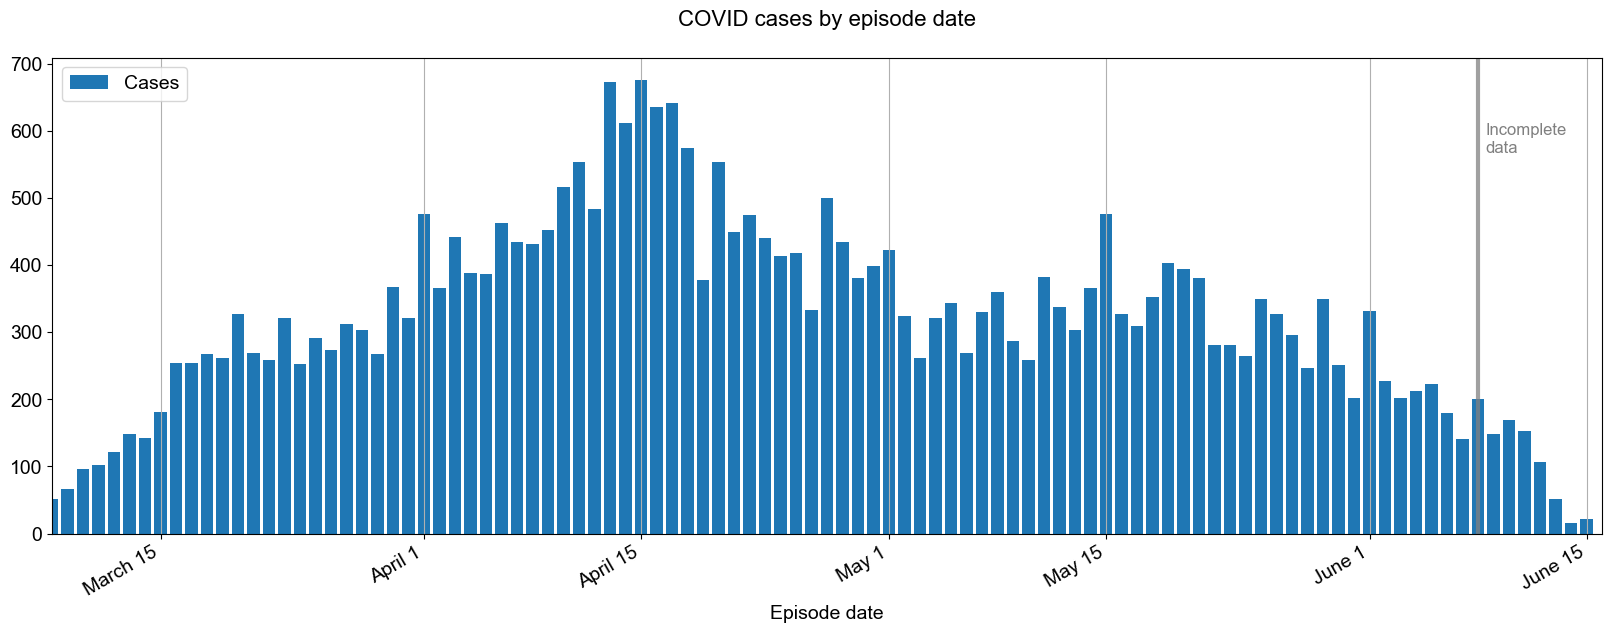 COVID cases by episode date
700
Cases
600
Incomplete
data
500
400
300
200
100
0
March 15
April 1
April 15
May 1
May 15
June 1
June 15
Episode date